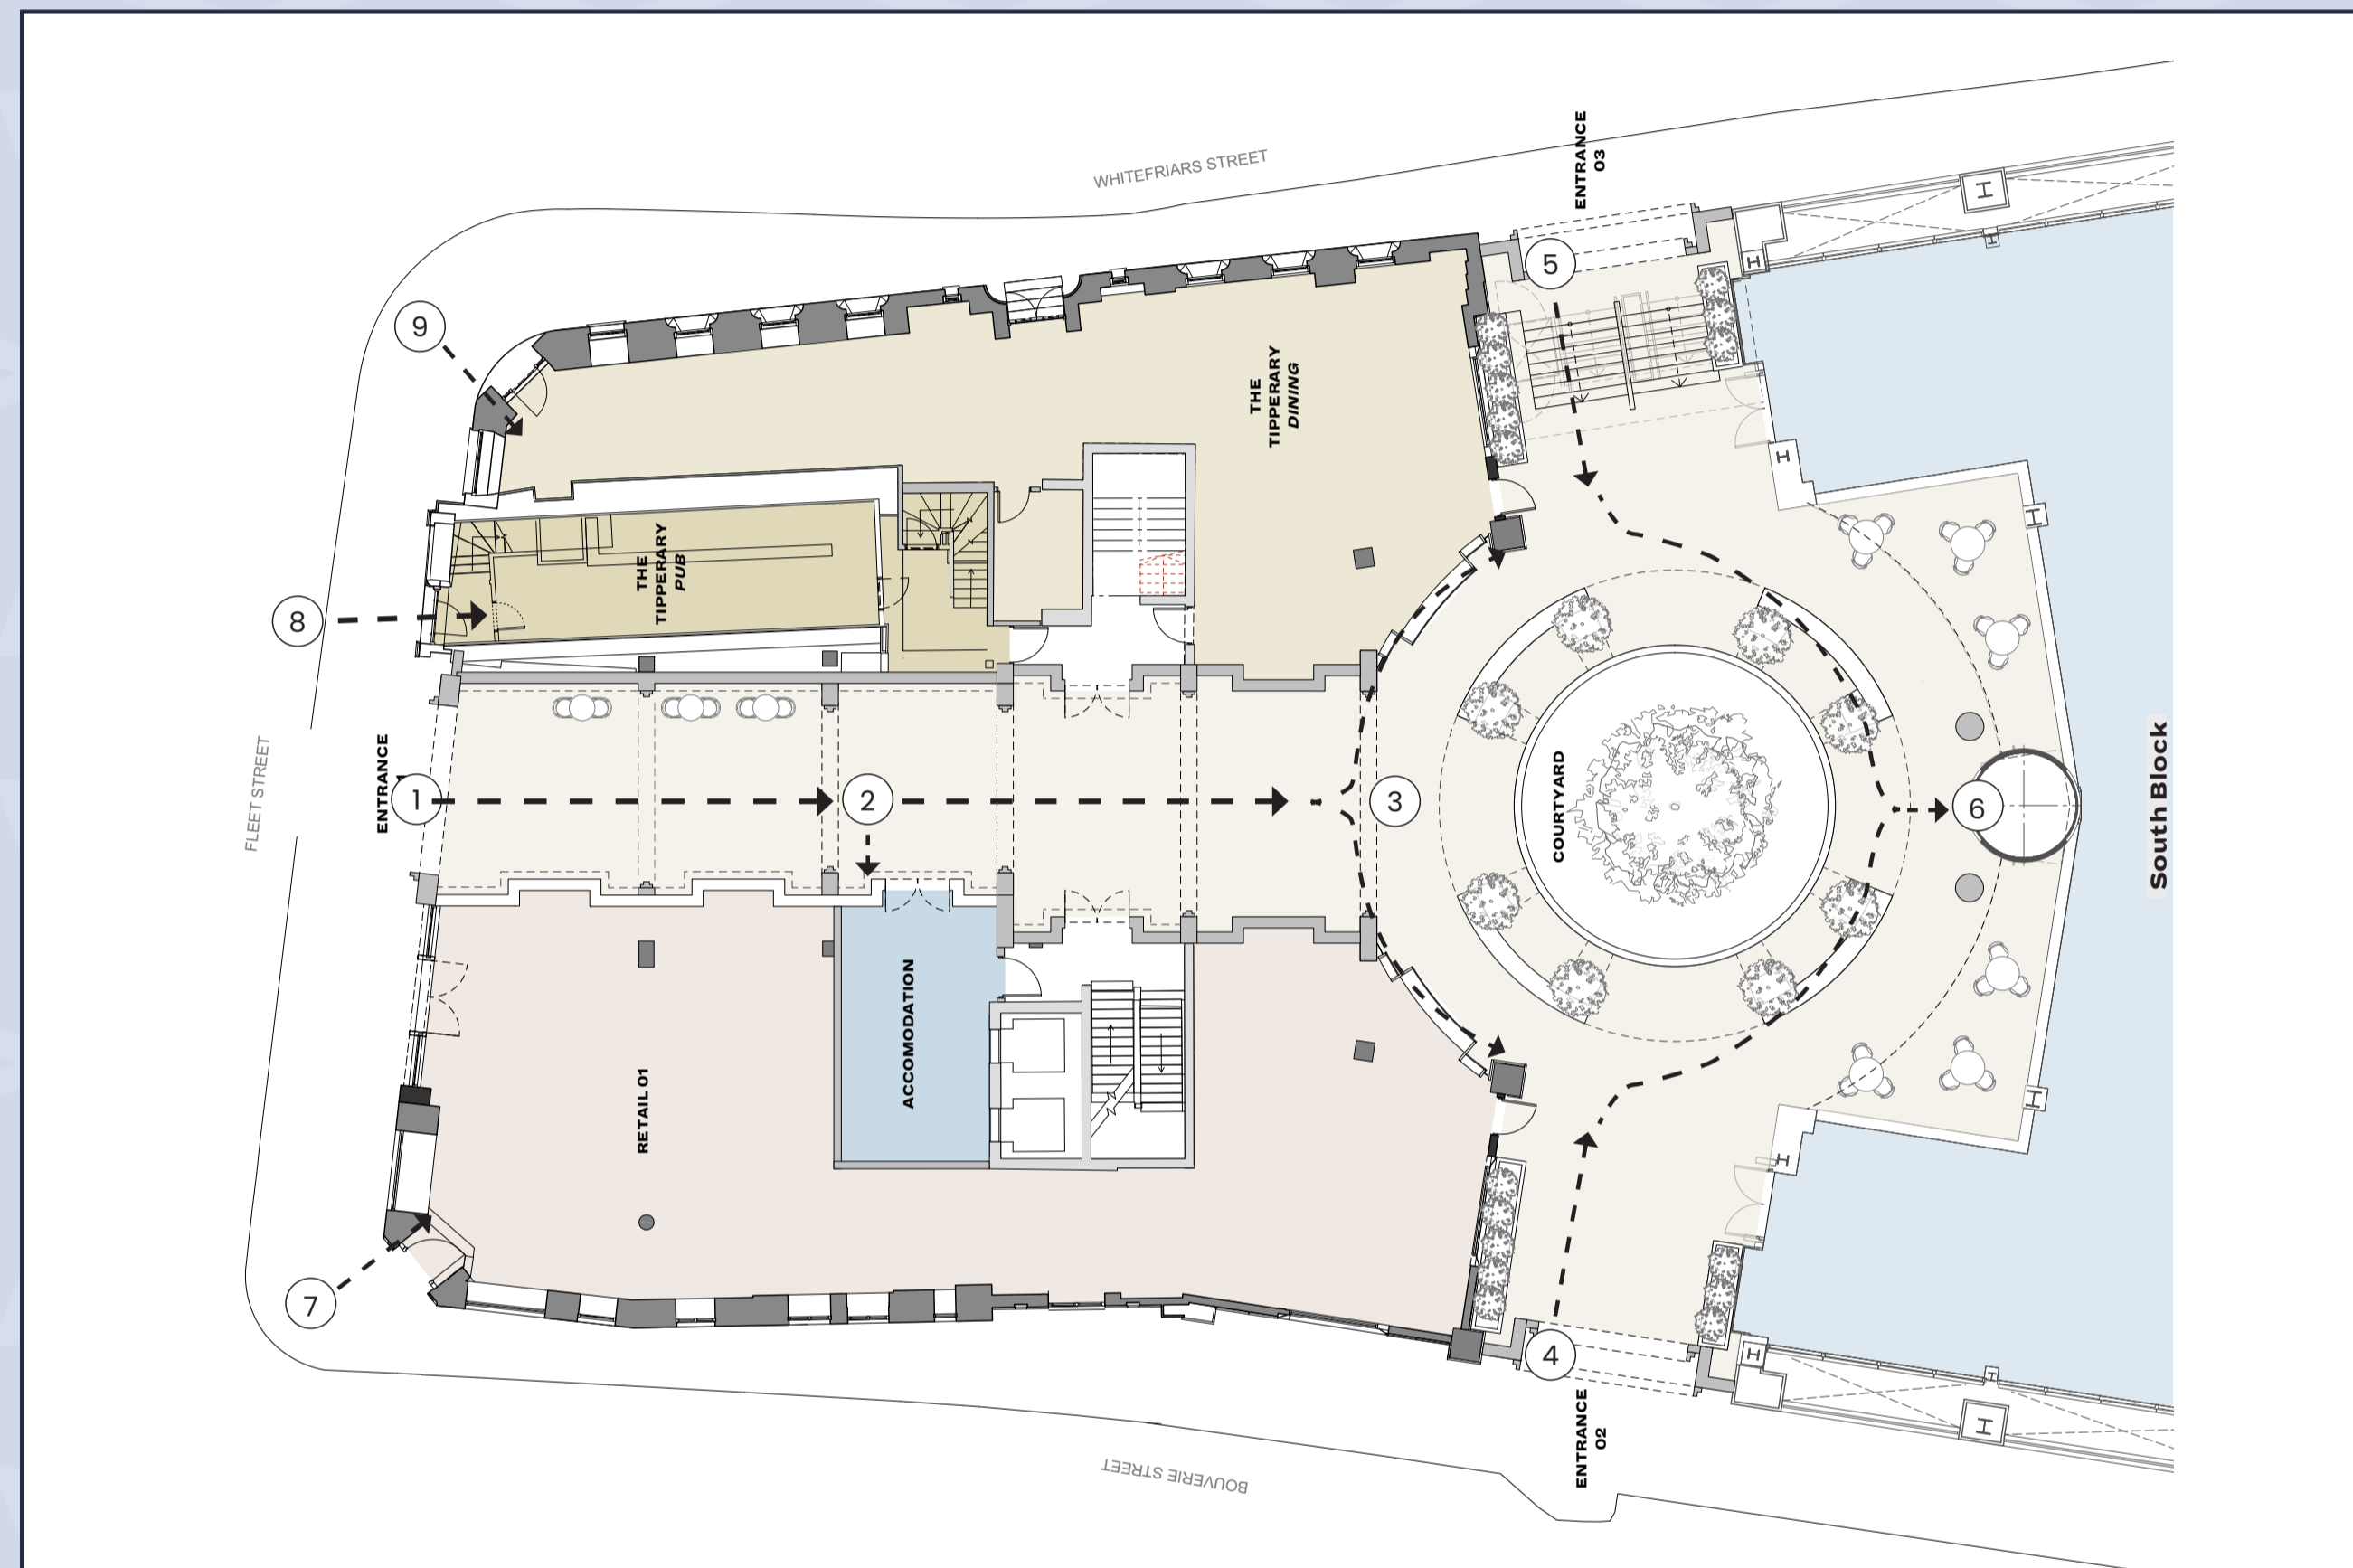 WHITEFRIARS STREET
ENTRANCE
03
5
9
THE
TIPPERARY
DINING
THE
TIPPERARY
PUB
8
FLEET STREET
ENTRANCE
1
2
3
COURTYARD
6
South Block
ACCOMODATION
RETAIL 01
7
4
ENTRANCE
02
BOUVERIE STREET
H
H
H
H
H
H
H
H
H
H
H
H